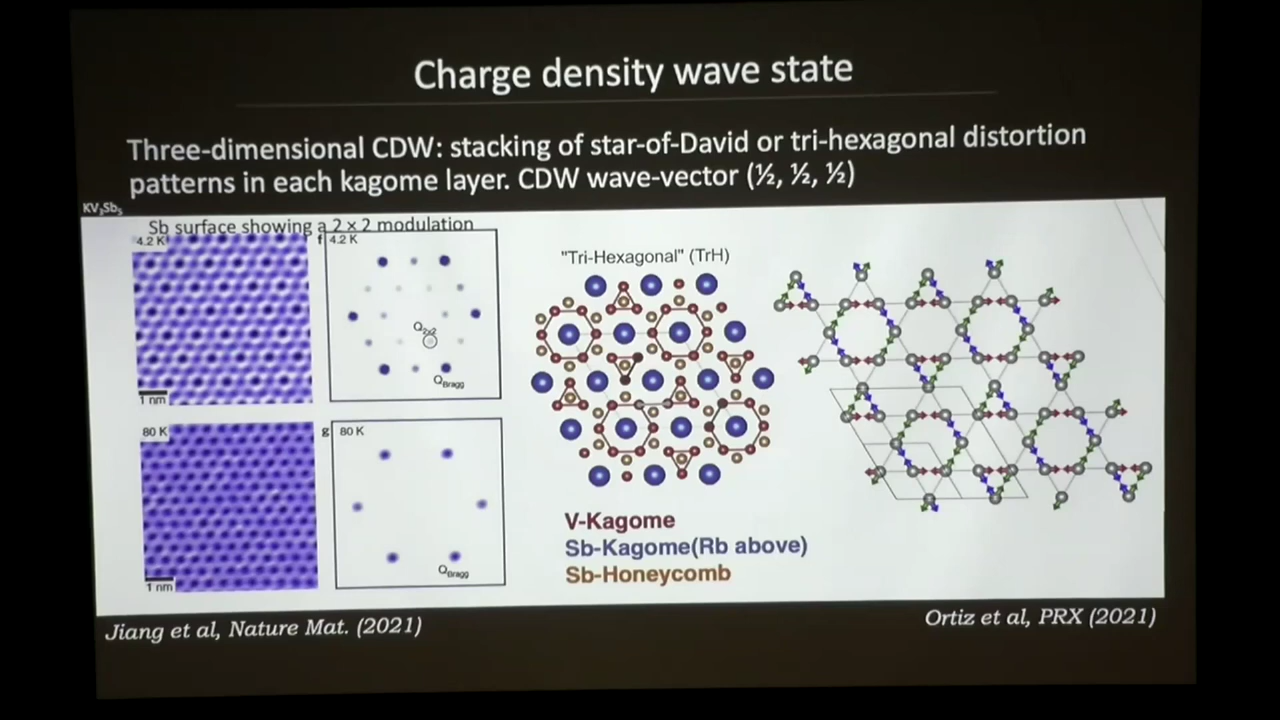 Charge density wave state
Three-dimensional CDW: stacking of star-of-David or tri-hexagonal distortion
patterns in each kagome layer. CDW wave-vector (½, ½, ½)
KV₃Sb₅
Sb surface showing a 2 × 2 modulation
4.2 K
f 4.2 K
Q₂ₓ₂
Q_Bragg
1 nm
80 K
g 80 K
Q_Bragg
1 nm
"Tri-Hexagonal" (TrH)
V-Kagome
Sb-Kagome(Rb above)
Sb-Honeycomb
Jiang et al, Nature Mat. (2021)
Ortiz et al, PRX (2021)